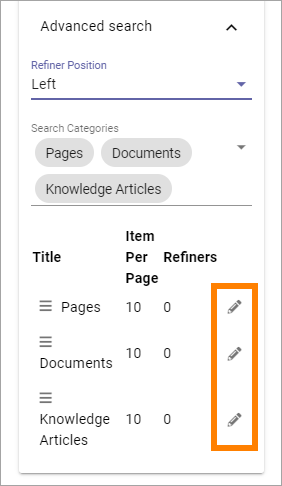 Advanced search
Refiner Position
Left
Search Categories
Pages Documents
Knowledge Articles
Title Item Per Page Refiners
Pages 10 0
Documents 10 0
Knowledge Articles 10 0